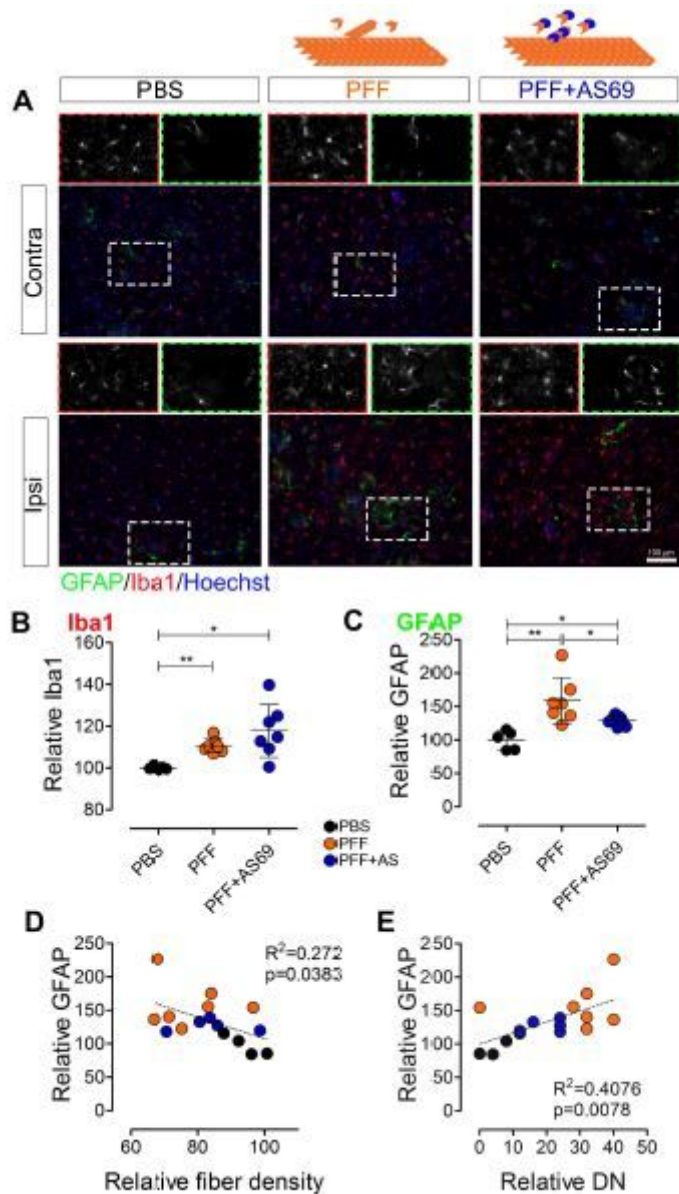 A
PBS
PFF
PFF+AS69
Contra
Ipsi
100 µm
GFAP/Iba1/Hoechst
B
Iba1
Relative Iba1
160
140
120
100
80
*
**
PBS
PFF
PFF+AS69
C
GFAP
Relative GFAP
250
200
150
100
50
0
*
**
*
PBS
PFF
PFF+AS69
PBS
PFF
PFF+AS
D
Relative GFAP
250
200
150
100
50
0
R²=0.272
p=0.0383
60
80
100
Relative fiber density
E
Relative GFAP
250
200
150
100
50
0
R²=0.4076
p=0.0078
0
10
20
30
40
50
Relative DN